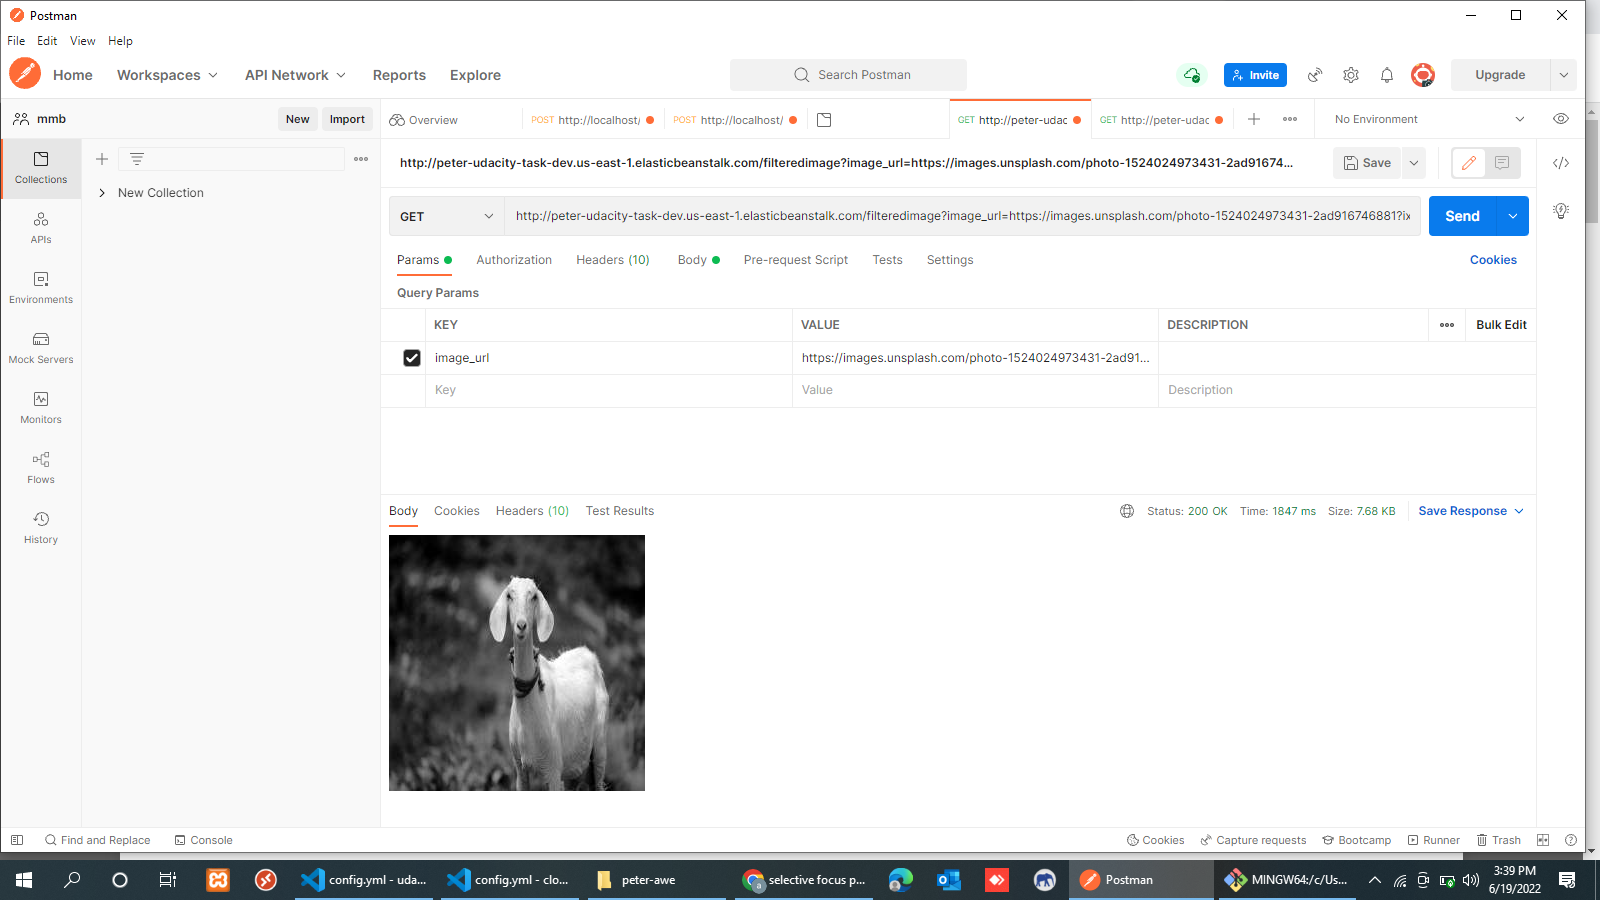 Postman
File Edit View Help
Home Workspaces API Network Reports Explore Search Postman Invite Upgrade
mmb New Import Overview POST http://localhost/ POST http://localhost/ GET http://peter-udac GET http://peter-udac No Environment
http://peter-udacity-task-dev.us-east-1.elasticbeanstalk.com/filteredimage?image_url=https://images.unsplash.com/photo-1524024973431-2ad91674... Save
Collections
New Collection
GET http://peter-udacity-task-dev.us-east-1.elasticbeanstalk.com/filteredimage?image_url=https://images.unsplash.com/photo-1524024973431-2ad916746881?ix Send
APIs
Params Authorization Headers (10) Body Pre-request Script Tests Settings Cookies
Query Params
Environments
KEY VALUE DESCRIPTION Bulk Edit
Mock Servers
image_url https://images.unsplash.com/photo-1524024973431-2ad91...
Key Value Description
Monitors
Flows
Body Cookies Headers (10) Test Results Status: 200 OK Time: 1847 ms Size: 7.68 KB Save Response
History
Find and Replace Console Cookies Capture requests Bootcamp Runner Trash
config.yml - uda... config.yml - clo... peter-awe selective focus p... Postman MINGW64:/c/Us... 3:39 PM
6/19/2022